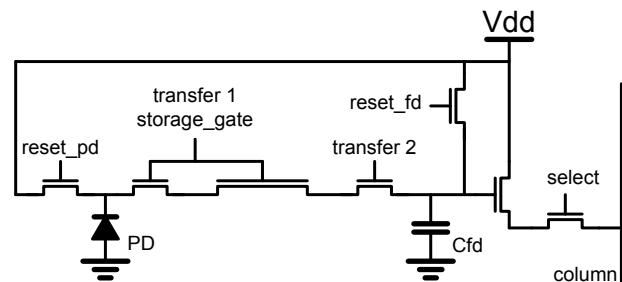 Vdd
transfer 1
storage_gate
reset_fd
reset_pd
transfer 2
select
PD
Cfd
column